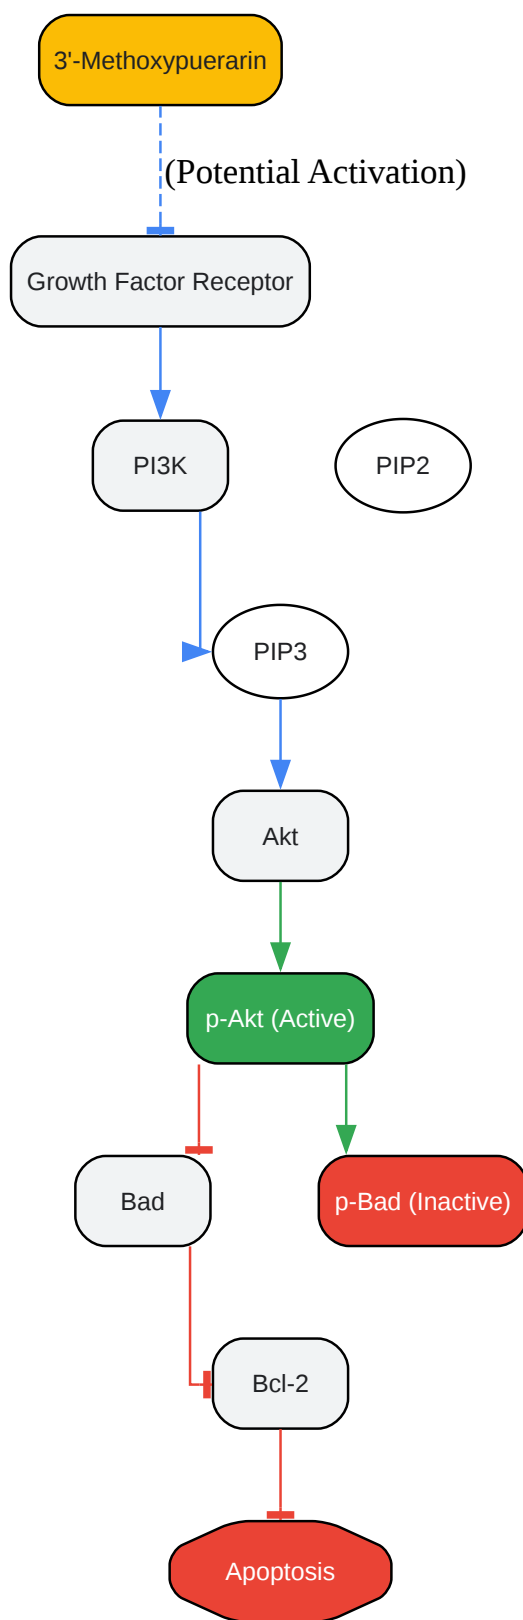 3'-Methoxypuerarin
(Potential Activation)
Growth Factor Receptor
PI3K
PIP2
PIP3
Akt
p-Akt (Active)
Bad
p-Bad (Inactive)
Bcl-2
Apoptosis